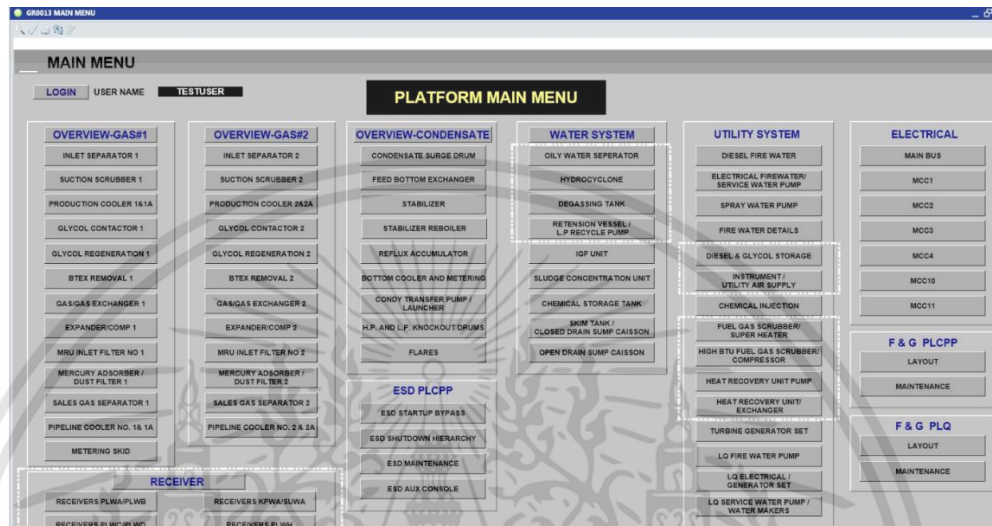 GR0013 MAIN MENU
MAIN MENU
LOGIN USER NAME TESTUSER
PLATFORM MAIN MENU
OVERVIEW-GAS#1
INLET SEPARATOR 1
SUCTION SCRUBBER 1
PRODUCTION COOLER 1&1A
GLYCOL CONTACTOR 1
GLYCOL REGENERATION 1
BTEX REMOVAL 1
GAS/GAS EXCHANGER 1
EXPANDER/COMP 1
MRU INLET FILTER NO 1
MERCURY ADSORBER /
DUST FILTER 1
SALES GAS SEPARATOR 1
PIPELINE COOLER NO. 1& 1A
METERING SKID
OVERVIEW-GAS#2
INLET SEPARATOR 2
SUCTION SCRUBBER 2
PRODUCTION COOLER 2&2A
GLYCOL CONTACTOR 2
GLYCOL REGENERATION 2
BTEX REMOVAL 2
GAS/GAS EXCHANGER 2
EXPANDER/COMP 2
MRU INLET FILTER NO 2
MERCURY ADSORBER /
DUST FILTER 2
SALES GAS SEPARATOR 2
PIPELINE COOLER NO. 2 & 2A
RECEIVER
RECEIVERS PLWA/PLWB
RECEIVERS KPWA/SUWA
RECEIVERS PLWC/PLWD
RECEIVERS PLWH
OVERVIEW-CONDENSATE
CONDENSATE SURGE DRUM
FEED BOTTOM EXCHANGER
STABILIZER
STABILIZER REBOILER
REFLUX ACCUMULATOR
BOTTOM COOLER AND METERING
CONDY TRANSFER PUMP /
LAUNCHER
H.P. AND L.P. KNOCKOUT DRUMS
FLARES
ESD PLCPP
ESD STARTUP BYPASS
ESD SHUTDOWN HIERARCHY
ESD MAINTENANCE
ESD AUX CONSOLE
WATER SYSTEM
OILY WATER SEPERATOR
HYDROCYCLONE
DEGASSING TANK
RETENSION VESSEL /
L.P RECYCLE PUMP
IGF UNIT
SLUDGE CONCENTRATION UNIT
CHEMICAL STORAGE TANK
SKIM TANK /
CLOSED DRAIN SUMP CAISSON
OPEN DRAIN SUMP CAISSON
UTILITY SYSTEM
DIESEL FIRE WATER
ELECTRICAL FIREWATER/
SERVICE WATER PUMP
SPRAY WATER PUMP
FIRE WATER DETAILS
DIESEL & GLYCOL STORAGE
INSTRUMENT /
UTILITY AIR SUPPLY
CHEMICAL INJECTION
FUEL GAS SCRUBBER/
SUPER HEATER
HIGH BTU FUEL GAS SCRUBBER/
COMPRESSOR
HEAT RECOVERY UNIT PUMP
HEAT RECOVERY UNIT/
EXCHANGER
TURBINE GENERATOR SET
LQ FIRE WATER PUMP
LQ ELECTRICAL /
GENERATOR SET
LQ SERVICE WATER PUMP /
WATER MAKERS
ELECTRICAL
MAIN BUS
MCC1
MCC2
MCC3
MCC4
MCC10
MCC11
F & G PLCPP
LAYOUT
MAINTENANCE
F & G PLQ
LAYOUT
MAINTENANCE